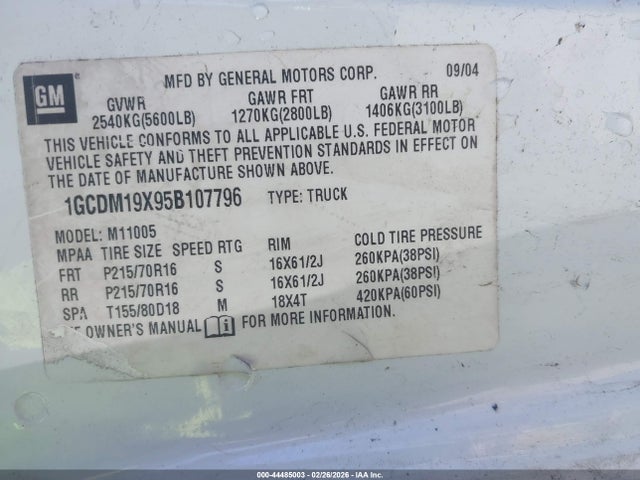 GM
MFD BY GENERAL MOTORS CORP. 09/04
GVWR GAWR FRT GAWR RR
2540KG(5600LB) 1270KG(2800LB) 1406KG(3100LB)
THIS VEHICLE CONFORMS TO ALL APPLICABLE U.S. FEDERAL MOTOR
VEHICLE SAFETY AND THEFT PREVENTION STANDARDS IN EFFECT ON
THE DATE OF MANUFACTURE SHOWN ABOVE.
1GCDM19X95B107796 TYPE: TRUCK
MODEL: M11005
MPAA TIRE SIZE SPEED RTG RIM COLD TIRE PRESSURE
FRT P215/70R16 S 16X61/2J 260KPA(38PSI)
RR P215/70R16 S 16X61/2J 260KPA(38PSI)
SPA T155/80D18 M 18X4T 420KPA(60PSI)
OWNER'S MANUAL FOR MORE INFORMATION.
000-44485003 - 02/26/2026 - IAA Inc.